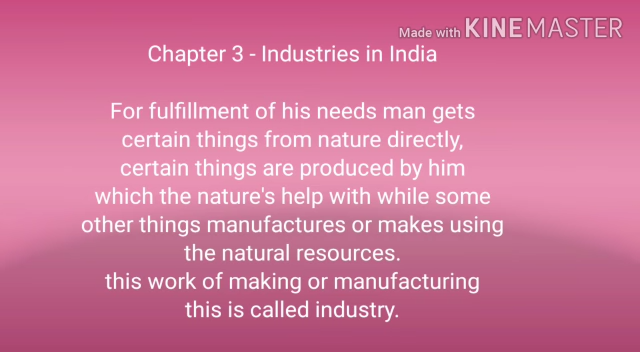 Made with KINEMASTER
Chapter 3 - Industries in India
For fulfillment of his needs man gets
certain things from nature directly,
certain things are produced by him
which the nature's help with while some
other things manufactures or makes using
the natural resources.
this work of making or manufacturing
this is called industry.